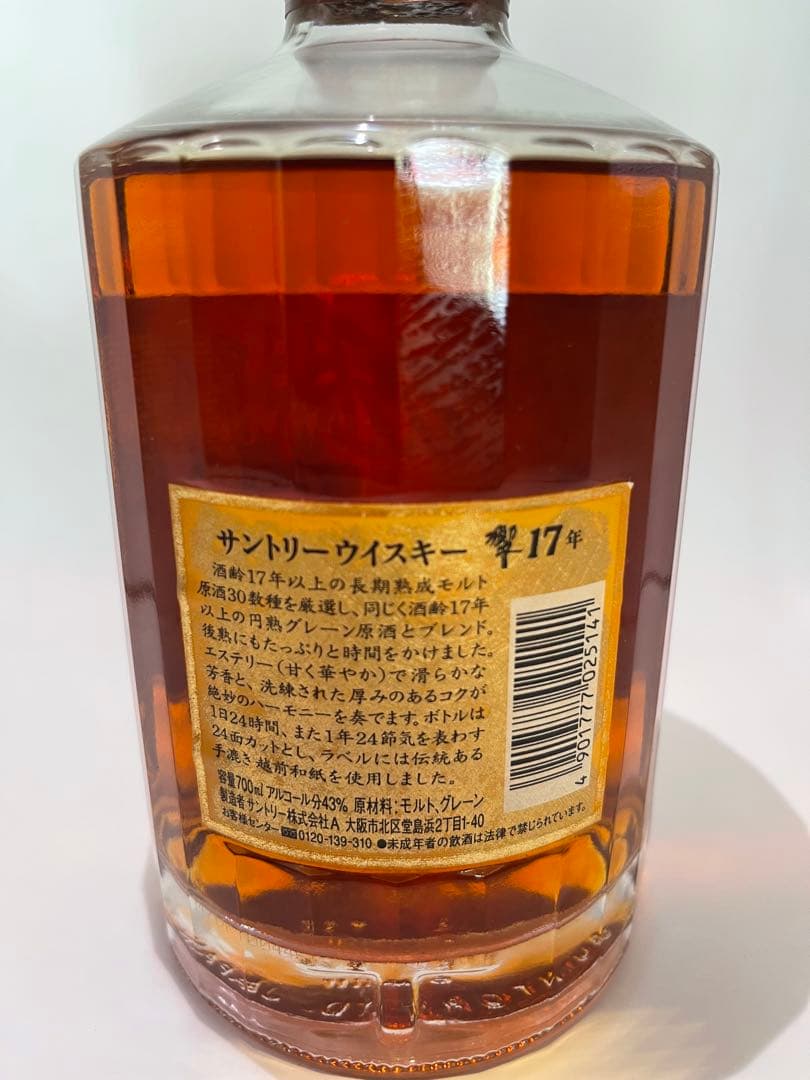 サントリーウイスキー 響17年
酒齢17年以上の長期熟成モルト
原酒30数種を厳選し、同じく酒齢17年
以上の円熟グレーン原酒とブレンド。
後熟にもたっぷりと時間をかけました。
エステリー(甘く華やか)で滑らかな
芳香と、洗練された厚みのあるコクが
絶妙のハーモニーを奏でます。ボトルは
1日24時間、また1年24節気を表わす
24面カットとし、ラベルには伝統ある
手漉き越前和紙を使用しました。
容量700ml アルコール分43% 原材料;モルト、グレーン
製造者サントリー株式会社A 大阪市北区堂島浜2丁目1-40
お客様センター 0120-139-310 ●未成年者の飲酒は法律で禁じられています。
4 901777 025141